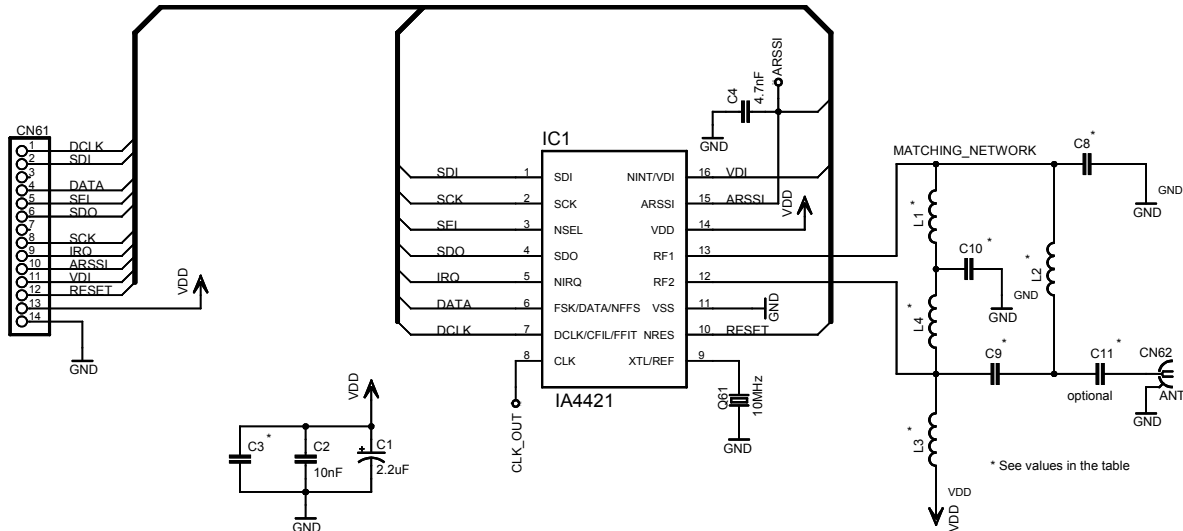 CN61
1 DCLK
2 SDI
3
4 DATA
5 SEL
6 SDO
7
8 SCK
9 IRQ
10 ARSSI
11 VDI
12 RESET
13
14
VDD
GND
ARSSI
C4
4.7nF
GND
IC1
SDI 1 SDI
SCK 2 SCK
SEL 3 NSEL
SDO 4 SDO
IRQ 5 NIRQ
DATA 6 FSK/DATA/NFFS
DCLK 7 DCLK/CFIL/FFIT
8 CLK
NINT/VDI 16 VDI
ARSSI 15 ARSSI
VDD 14
VDD
RF1 13
RF2 12
VSS 11
GND
NRES 10 RESET
XTL/REF 9
IA4421
CLK_OUT
Q61
10MHz
GND
MATCHING_NETWORK
C8 *
GND
GND
L1 *
C10 *
GND
GND
L2 *
L4 *
C9 *
C11 *
optional
CN62
ANT
GND
L3 *
VDD
VDD
* See values in the table
VDD
C3 *
C2
10nF
C1
+
2.2uF
GND